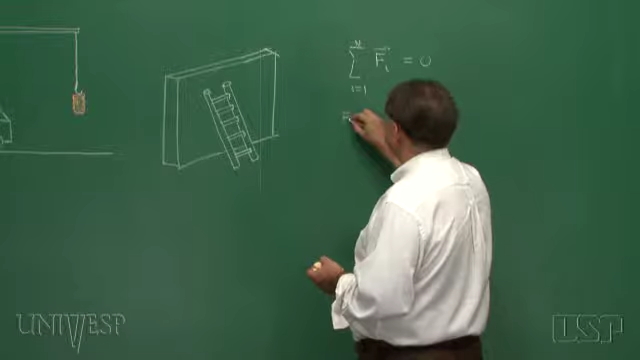 N
∑ F⃗ᵢ = 0
i=1
F
UNIVESP
USP